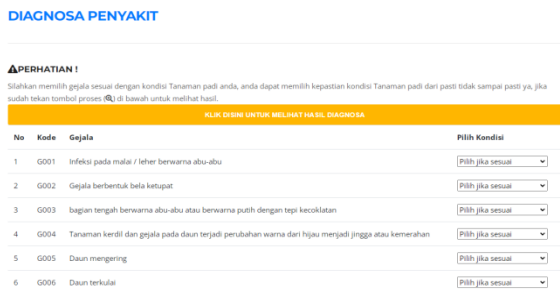 DIAGNOSA PENYAKIT
PERHATIAN !
Silahkan memilih gejala sesuai dengan kondisi Tanaman padi anda, anda dapat memilih kepastian kondisi Tanaman padi dari pasti tidak sampai pasti ya, jika
sudah tekan tombol proses () di bawah untuk melihat hasil.
KLIK DISINI UNTUK MELIHAT HASIL DIAGNOSA
No Kode Gejala Pilih Kondisi
1 G001 Infeksi pada malai / leher berwarna abu-abu Pilih jika sesuai
2 G002 Gejala berbentuk bela ketupat Pilih jika sesuai
3 G003 bagian tengah berwarna abu-abu atau berwarna putih dengan tepi kecoklatan Pilih jika sesuai
4 G004 Tanaman kerdil dan gejala pada daun terjadi perubahan warna dari hijau menjadi jingga atau kemerahan Pilih jika sesuai
5 G005 Daun mengering Pilih jika sesuai
6 G006 Daun terkulai Pilih jika sesuai